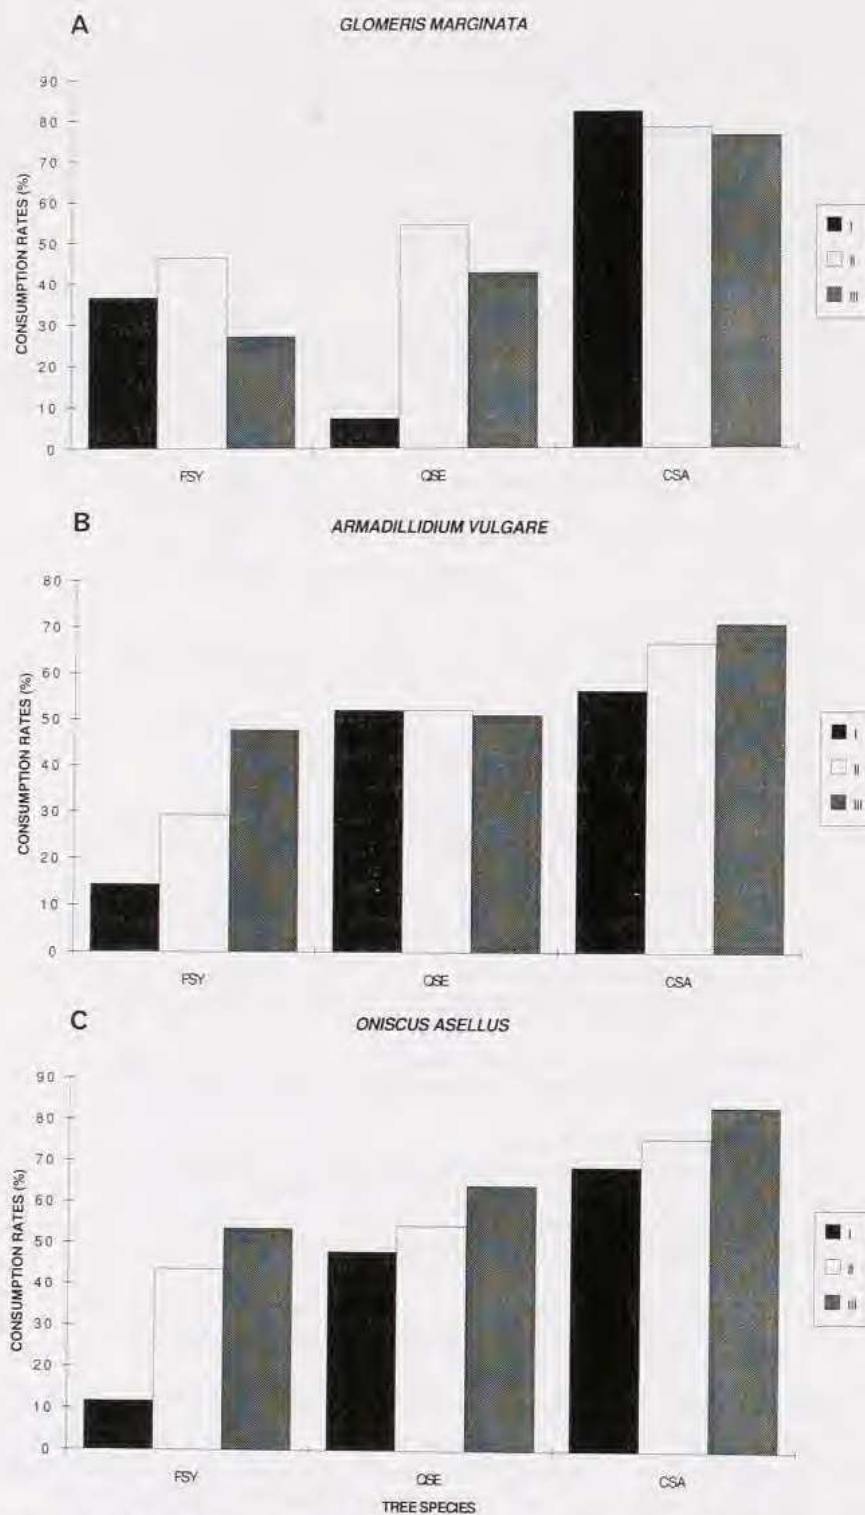 A
GLOMERIS MARGINATA
CONSUMPTION RATES (%)
90
80
70
60
50
40
30
20
10
0
FSY
QSE
CSA
I
II
III
B
ARMADILLIDIUM VULGARE
CONSUMPTION RATES (%)
80
70
60
50
40
30
20
10
0
FSY
QSE
CSA
I
II
III
C
ONISCUS ASELLUS
CONSUMPTION RATES (%)
90
80
70
60
50
40
30
20
10
0
FSY
QSE
CSA
TREE SPECIES
I
II
III